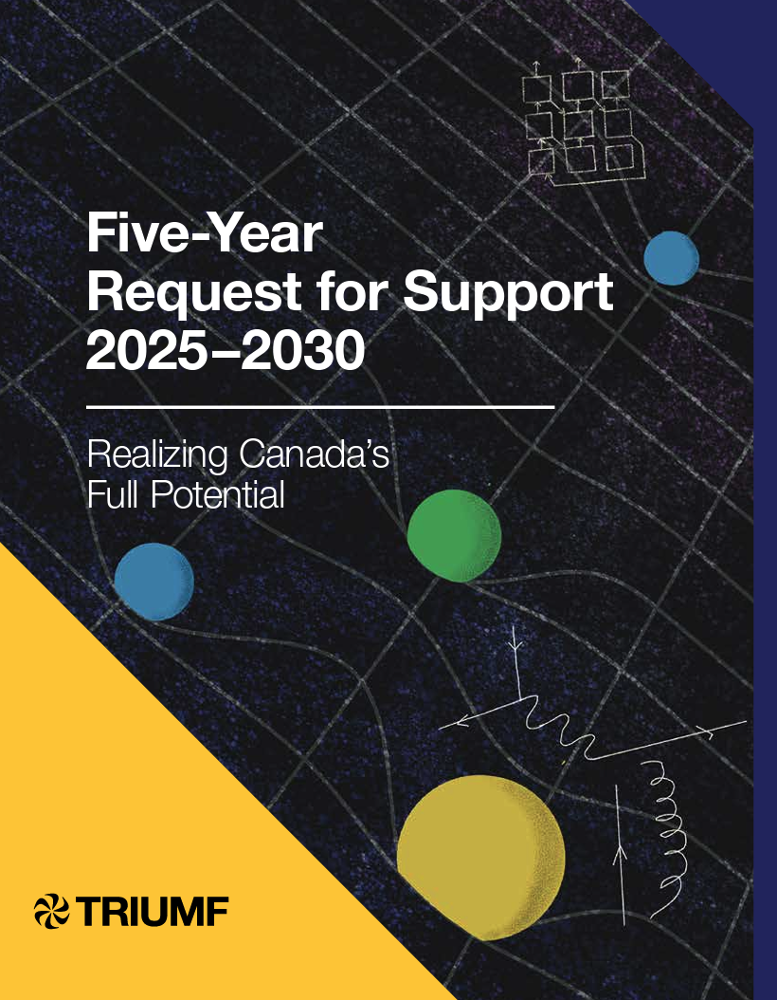 Five-Year
Request for Support
2025–2030
Realizing Canada’s
Full Potential
TRIUMF